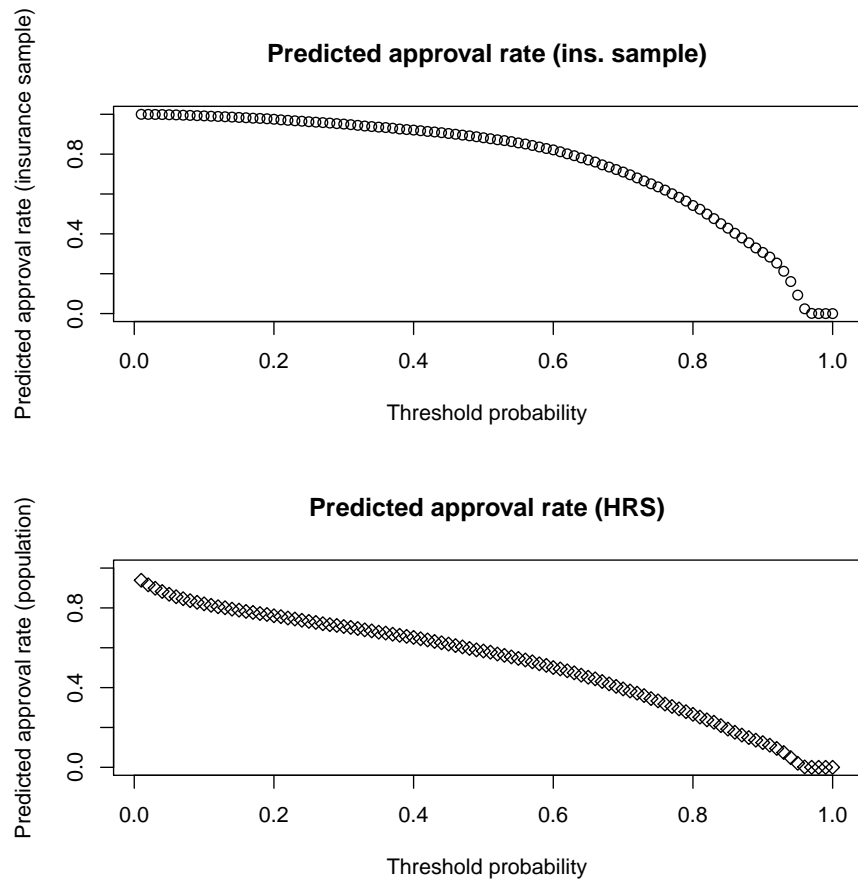 Predicted approval rate (ins. sample)
Predicted approval rate (insurance sample)
0.8
0.4
0.0
0.0 0.2 0.4 0.6 0.8 1.0
Threshold probability
Predicted approval rate (HRS)
Predicted approval rate (population)
0.8
0.4
0.0
0.0 0.2 0.4 0.6 0.8 1.0
Threshold probability